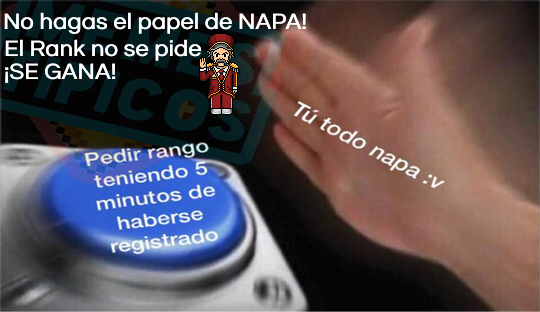 No hagas el papel de NAPA!
El Rank no se pide
¡SE GANA!
Tú todo napa :v
Pedir rango
teniendo 5
minutos de
haberse
registrado